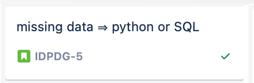 missing data ⇒ python or SQL
IDPDG-5